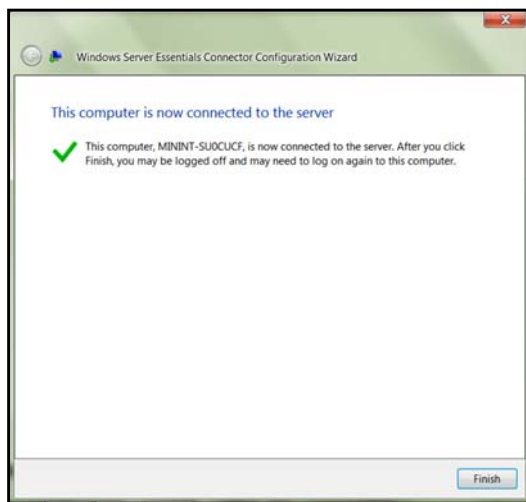 Windows Server Essentials Connector Configuration Wizard
This computer is now connected to the server
This computer, MININT-SU0CUCF, is now connected to the server. After you click
Finish, you may be logged off and may need to log on again to this computer.
Finish